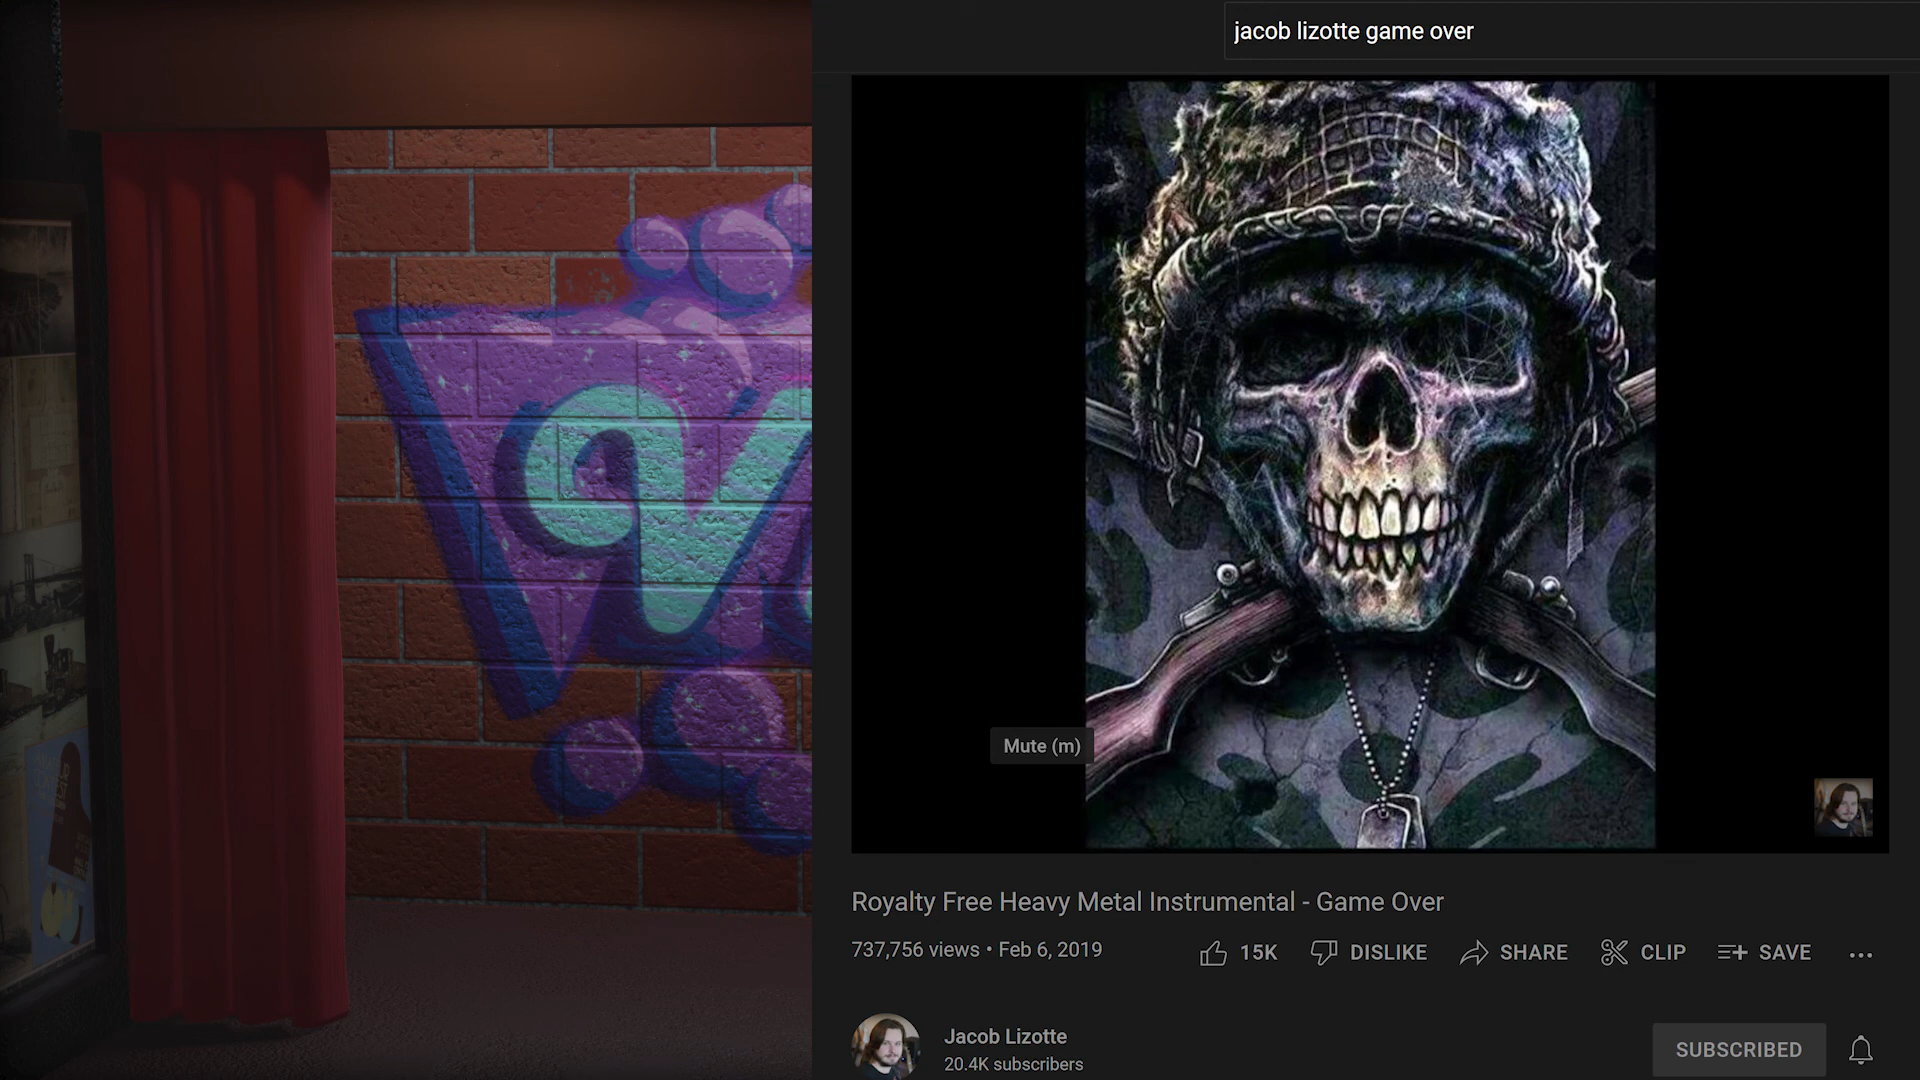 jacob lizotte game over
Mute (m)
Royalty Free Heavy Metal Instrumental - Game Over
737,756 views • Feb 6, 2019
15K
DISLIKE
SHARE
CLIP
SAVE
Jacob Lizotte
20.4K subscribers
SUBSCRIBED